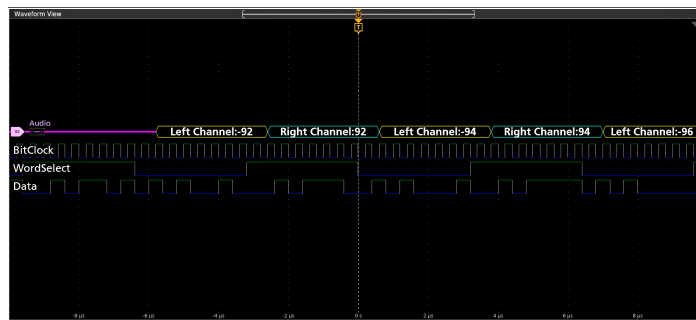 Waveform View
T
T
Audio
B1
Left Channel:-92
Right Channel:92
Left Channel:-94
Right Channel:94
Left Channel:-96
BitClock
WordSelect
Data
-8 µs
-6 µs
-4 µs
-2 µs
0 s
2 µs
4 µs
6 µs
8 µs